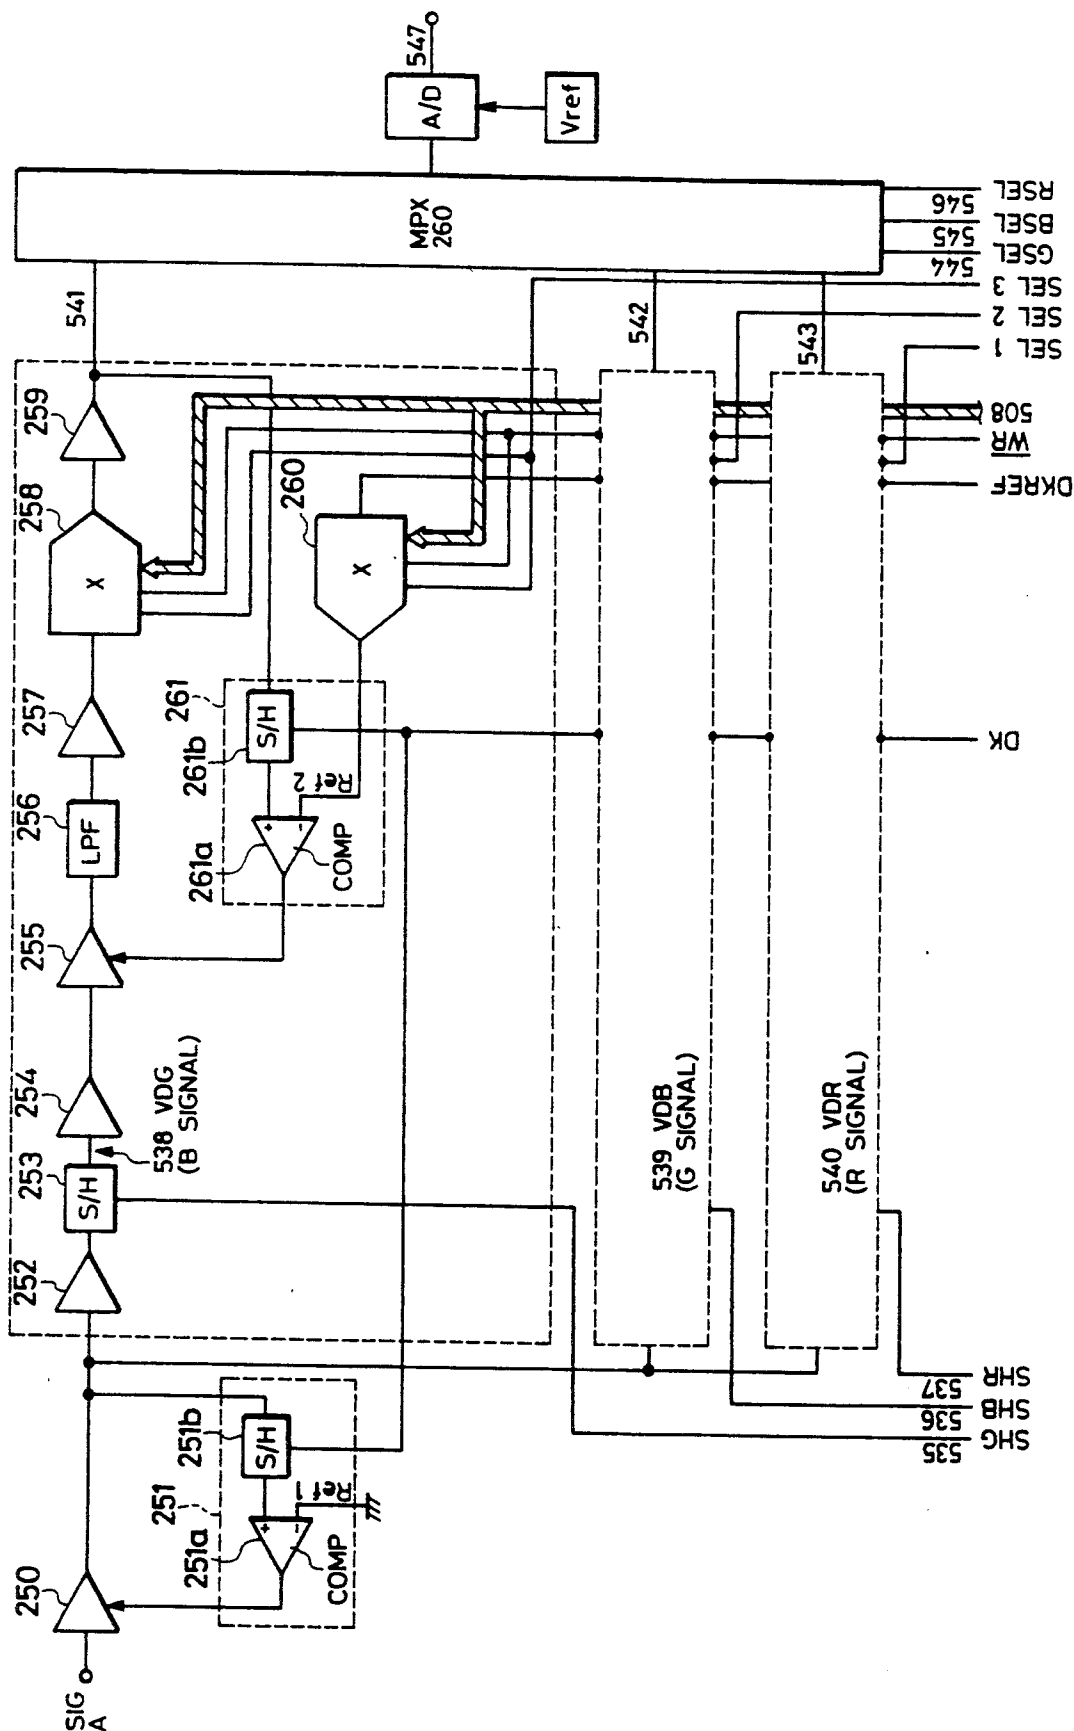 SIG
A
250
251
251a
251b
S/H
COMP
+
-
Ref 1
252
253
S/H
538 VDG
(B SIGNAL)
254
255
256
LPF
257
258
X
259
541
261
261a
261b
S/H
COMP
+
-
Ref 2
260
X
MPX
260
A/D
547
Vref
539 VDB
(G SIGNAL)
542
540 VDR
(R SIGNAL)
543
535
SHG
536
SHB
537
SHR
DK
DKREF
WR
508
SEL 1
SEL 2
SEL 3
544
GSEL
545
BSEL
546
RSEL